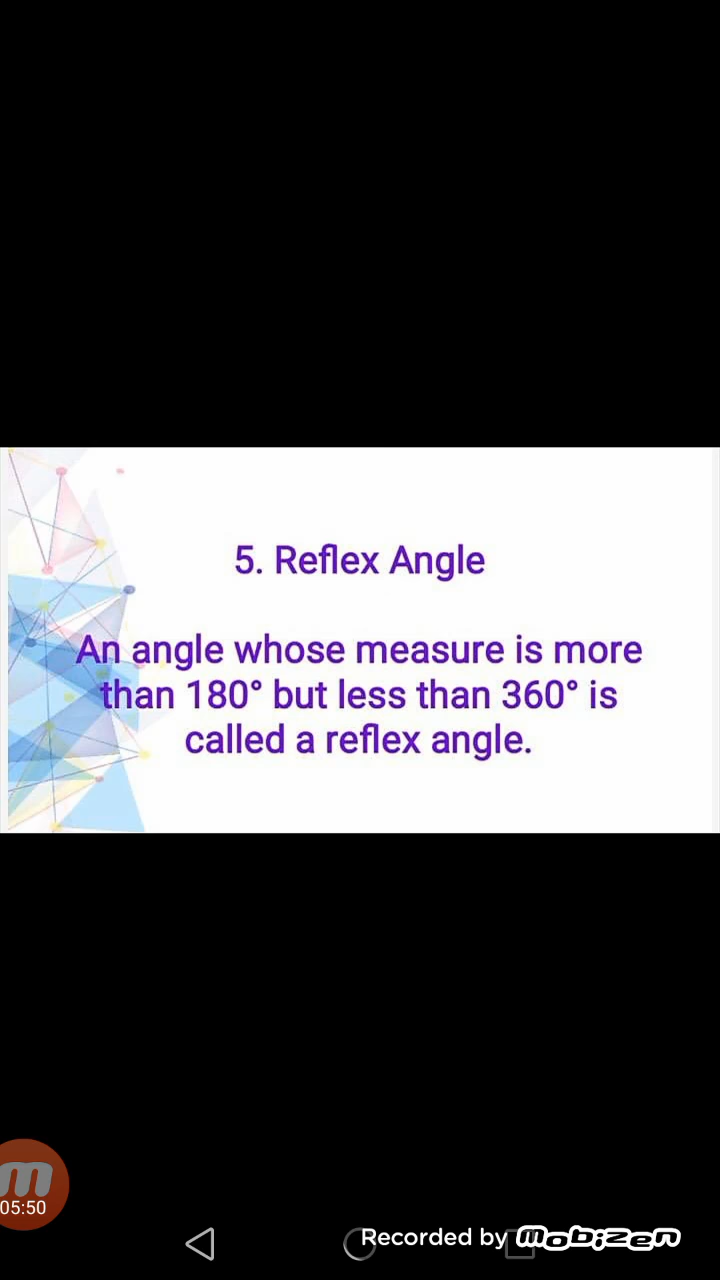 5. Reflex Angle
An angle whose measure is more
than 180° but less than 360° is
called a reflex angle.
m
05:50
Recorded by mobizen